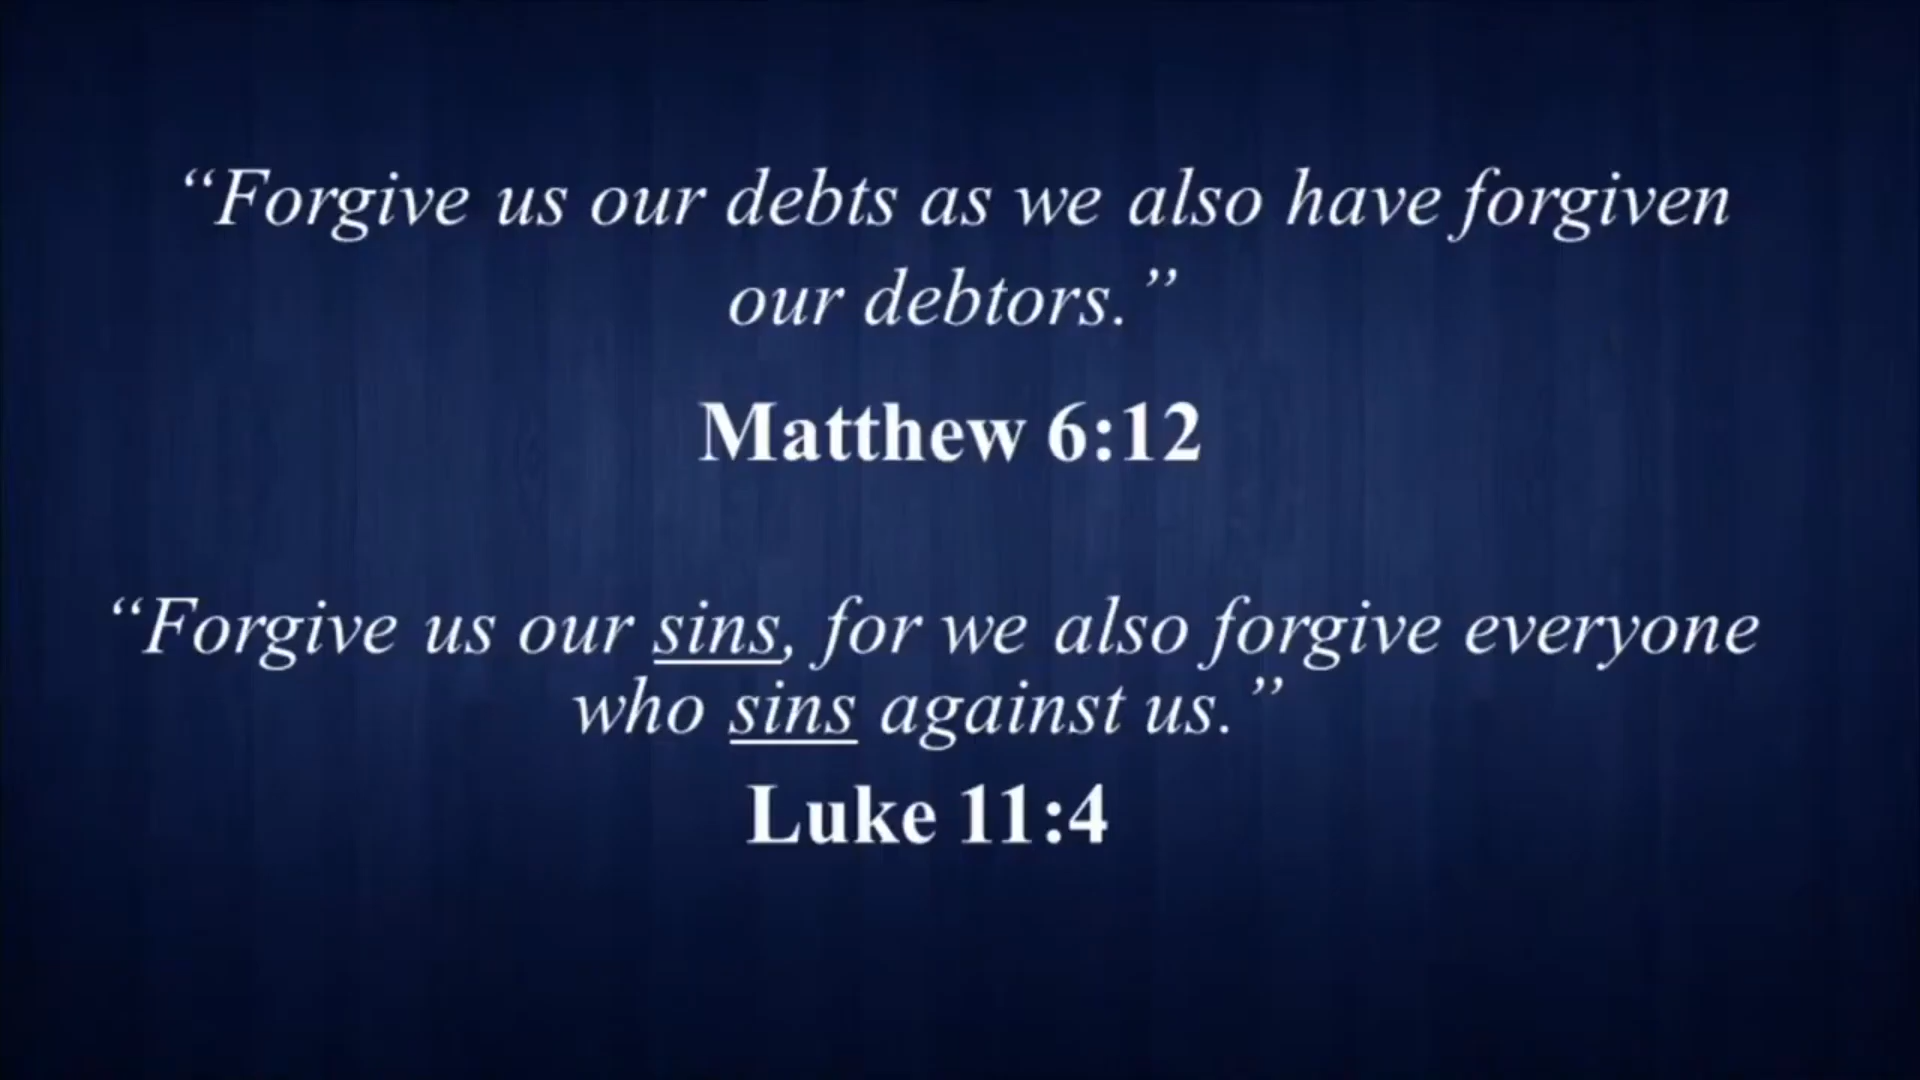 “Forgive us our debts as we also have forgiven
our debtors.”
Matthew 6:12
“Forgive us our sins, for we also forgive everyone
who sins against us.”
Luke 11:4